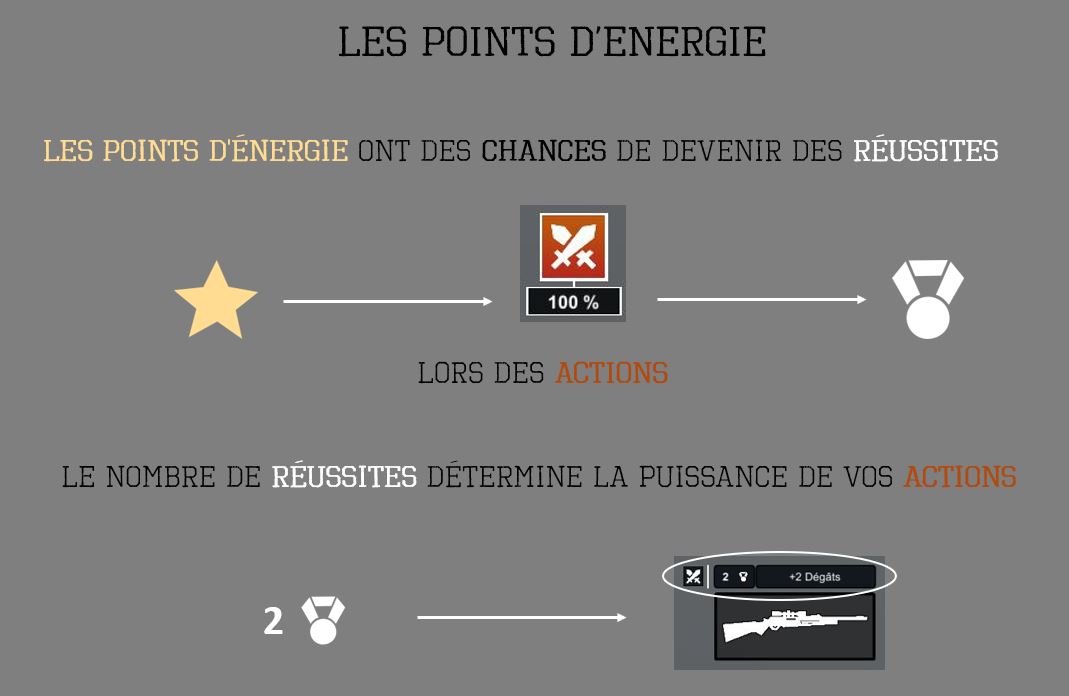 LES POINTS D'ENERGIE
LES POINTS D'ÉNERGIE ONT DES CHANCES DE DEVENIR DES RÉUSSITES
100 %
LORS DES ACTIONS
LE NOMBRE DE RÉUSSITES DÉTERMINE LA PUISSANCE DE VOS ACTIONS
2 +2 Dégâts
2